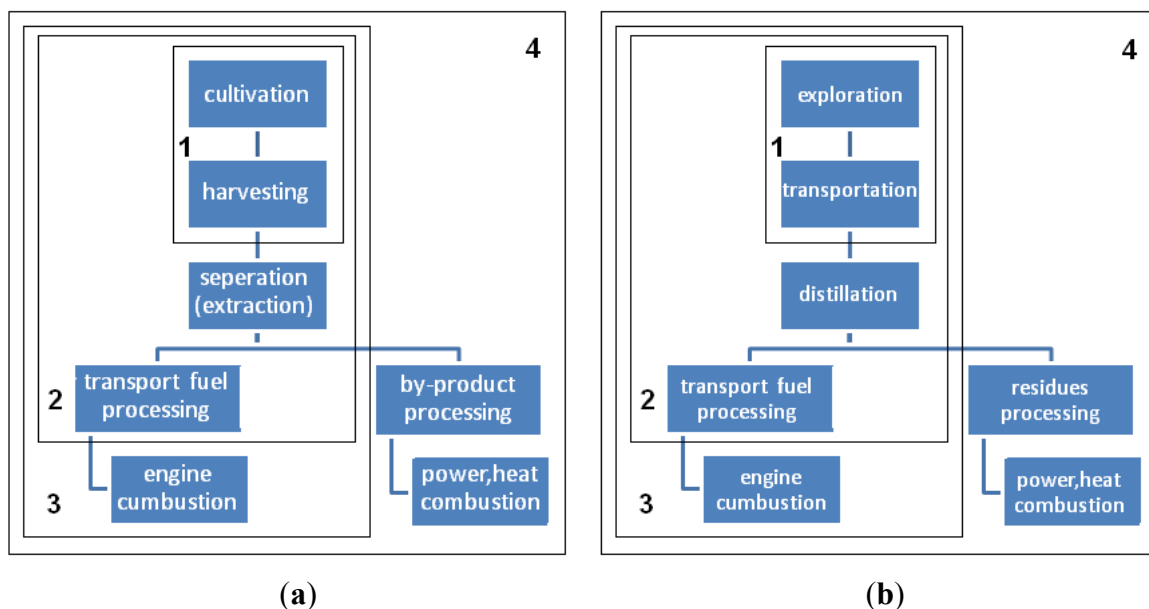 4
cultivation
1
harvesting
seperation
(extraction)
2
transport fuel
processing
by-product
processing
3
engine
cumbustion
power,heat
combustion
(a)
4
exploration
1
transportation
distillation
2
transport fuel
processing
residues
processing
3
engine
cumbustion
power,heat
combustion
(b)